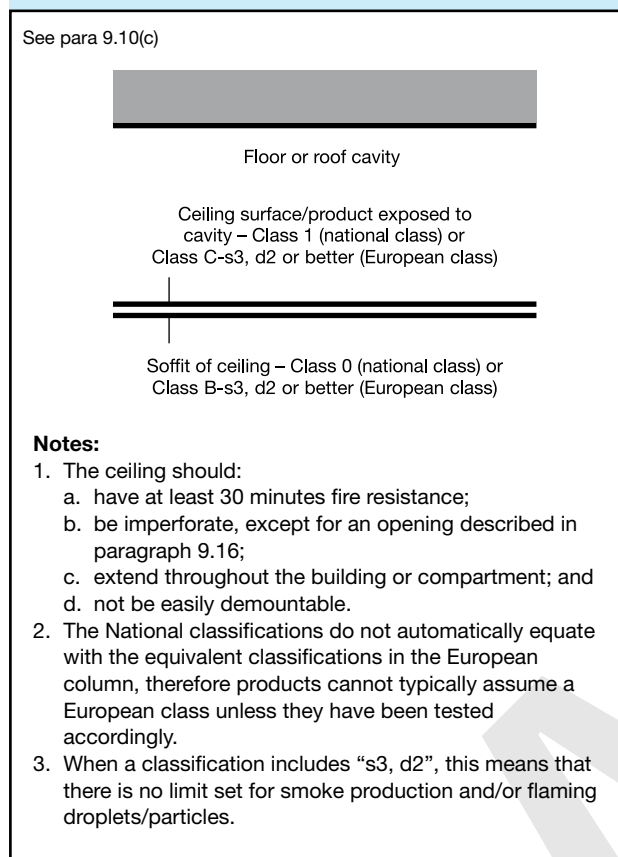 See para 9.10(c)
Floor or roof cavity
Ceiling surface/product exposed to
cavity – Class 1 (national class) or
Class C-s3, d2 or better (European class)
Soffit of ceiling – Class 0 (national class) or
Class B-s3, d2 or better (European class)
Notes:
1. The ceiling should:
a. have at least 30 minutes fire resistance;
b. be imperforate, except for an opening described in
paragraph 9.16;
c. extend throughout the building or compartment; and
d. not be easily demountable.
2. The National classifications do not automatically equate
with the equivalent classifications in the European
column, therefore products cannot typically assume a
European class unless they have been tested
accordingly.
3. When a classification includes “s3, d2”, this means that
there is no limit set for smoke production and/or flaming
droplets/particles.